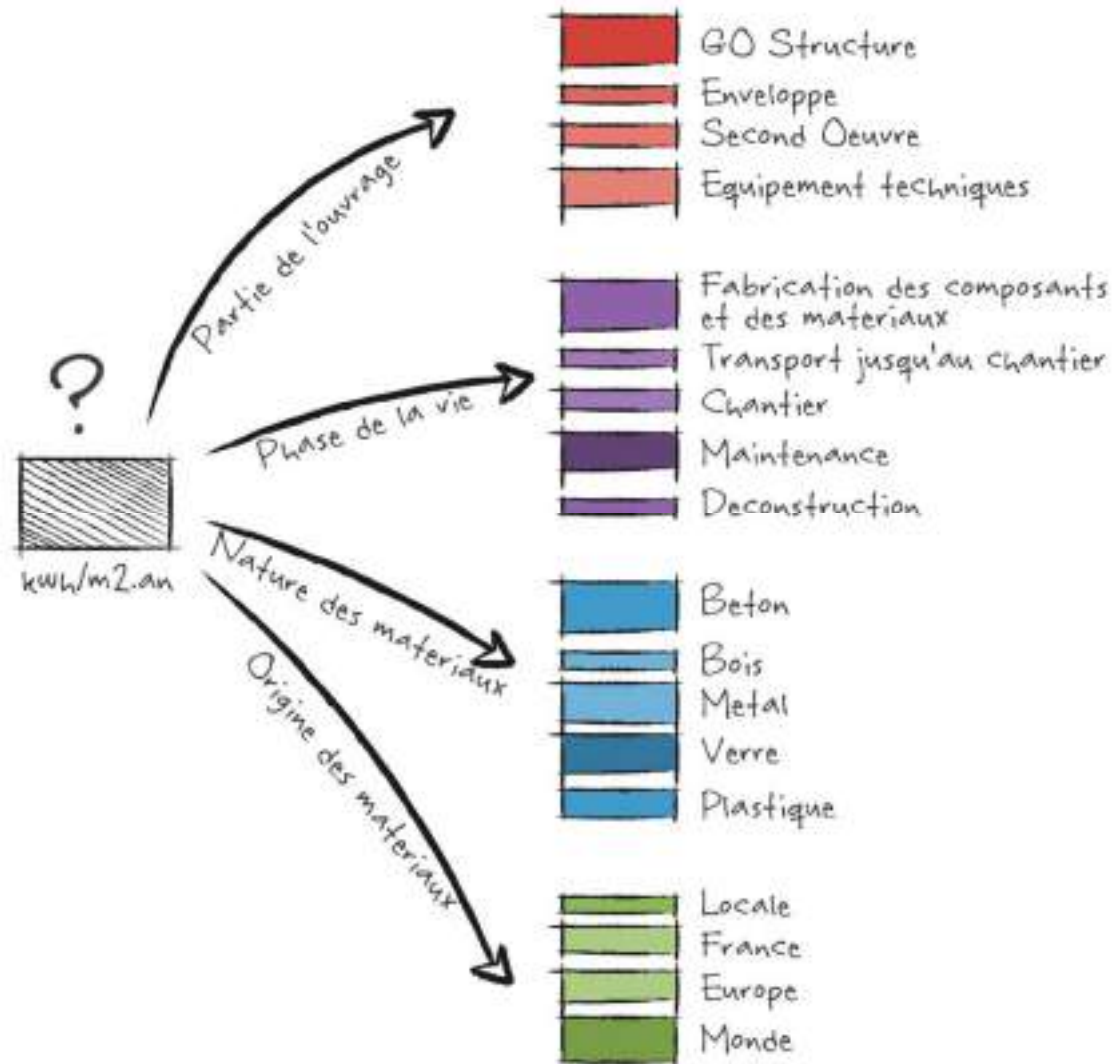 ?
kwh/m2.an
Partie de l'ouvrage
GO Structure
Enveloppe
Second Oeuvre
Equipement techniques
Phase de la vie
Fabrication des composants
et des materiaux
Transport jusqu'au chantier
Chantier
Maintenance
Deconstruction
Nature des materiaux
Beton
Bois
Metal
Verre
Plastique
Origine des materiaux
Locale
France
Europe
Monde